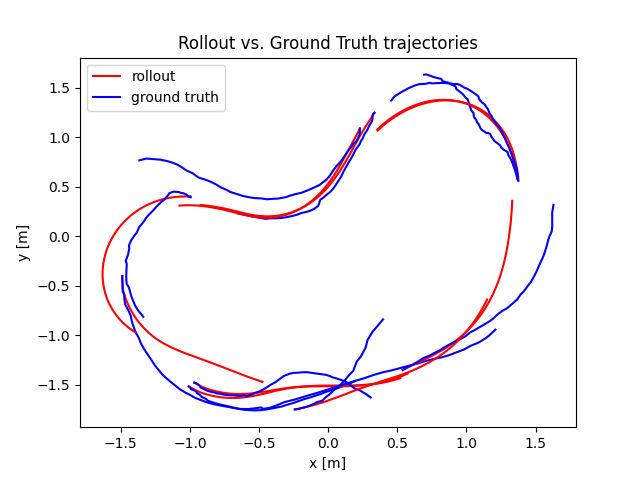 Rollout vs. Ground Truth trajectories
rollout
ground truth
y [m]
1.5
1.0
0.5
0.0
−0.5
−1.0
−1.5
−1.5 −1.0 −0.5 0.0 0.5 1.0 1.5
x [m]